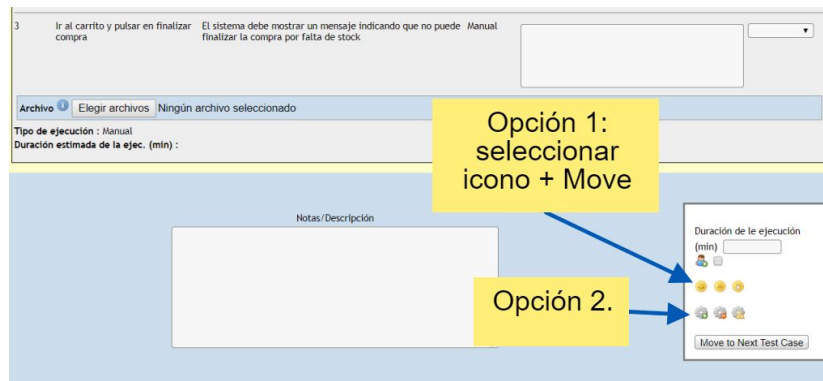 3 Ir al carrito y pulsar en finalizar El sistema debe mostrar un mensaje indicando que no puede Manual
compra finalizar la compra por falta de stock
Archivo Elegir archivos Ningún archivo seleccionado
Tipo de ejecución : Manual
Duración estimada de la ejec. (min) :
Opción 1:
seleccionar
icono + Move
Notas/Descripción
Duración de le ejecución
(min)
Opción 2.
Move to Next Test Case